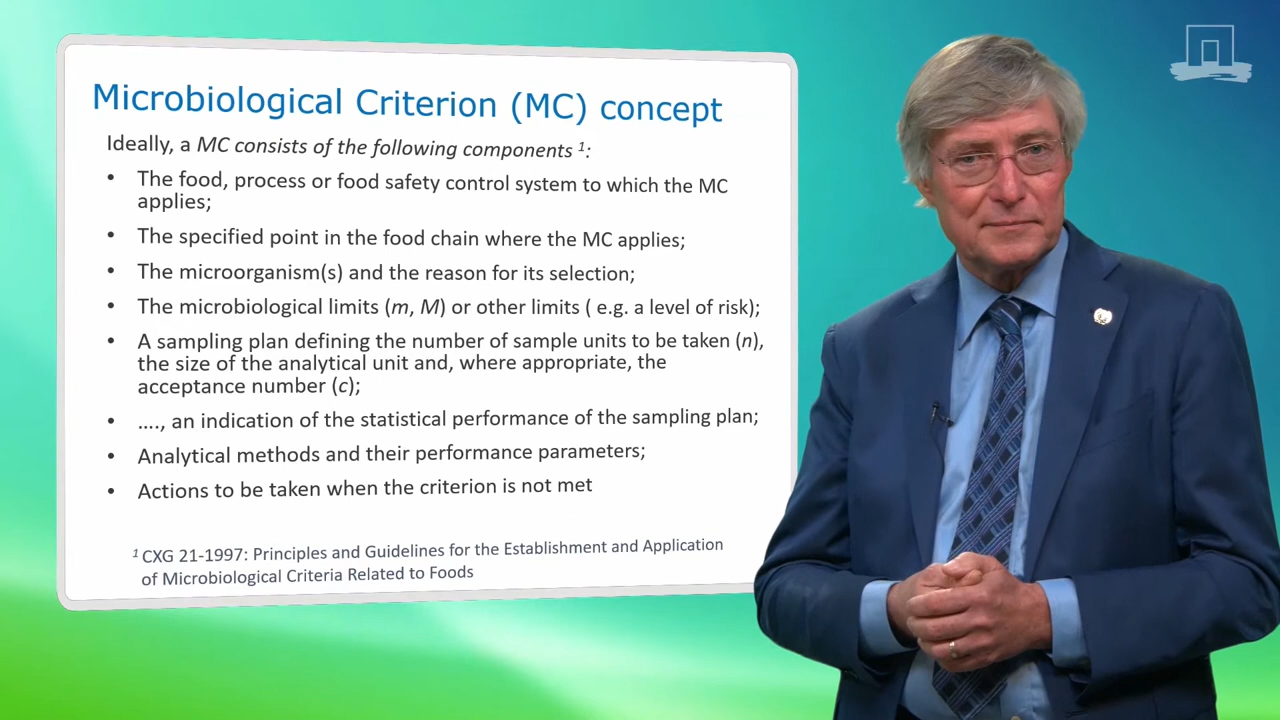 Microbiological Criterion (MC) concept
Ideally, a MC consists of the following components ¹:
• The food, process or food safety control system to which the MC
applies;
• The specified point in the food chain where the MC applies;
• The microorganism(s) and the reason for its selection;
• The microbiological limits (m, M) or other limits ( e.g. a level of risk);
• A sampling plan defining the number of sample units to be taken (n),
the size of the analytical unit and, where appropriate, the
acceptance number (c);
• …., an indication of the statistical performance of the sampling plan;
• Analytical methods and their performance parameters;
• Actions to be taken when the criterion is not met
¹ CXG 21-1997: Principles and Guidelines for the Establishment and Application
of Microbiological Criteria Related to Foods